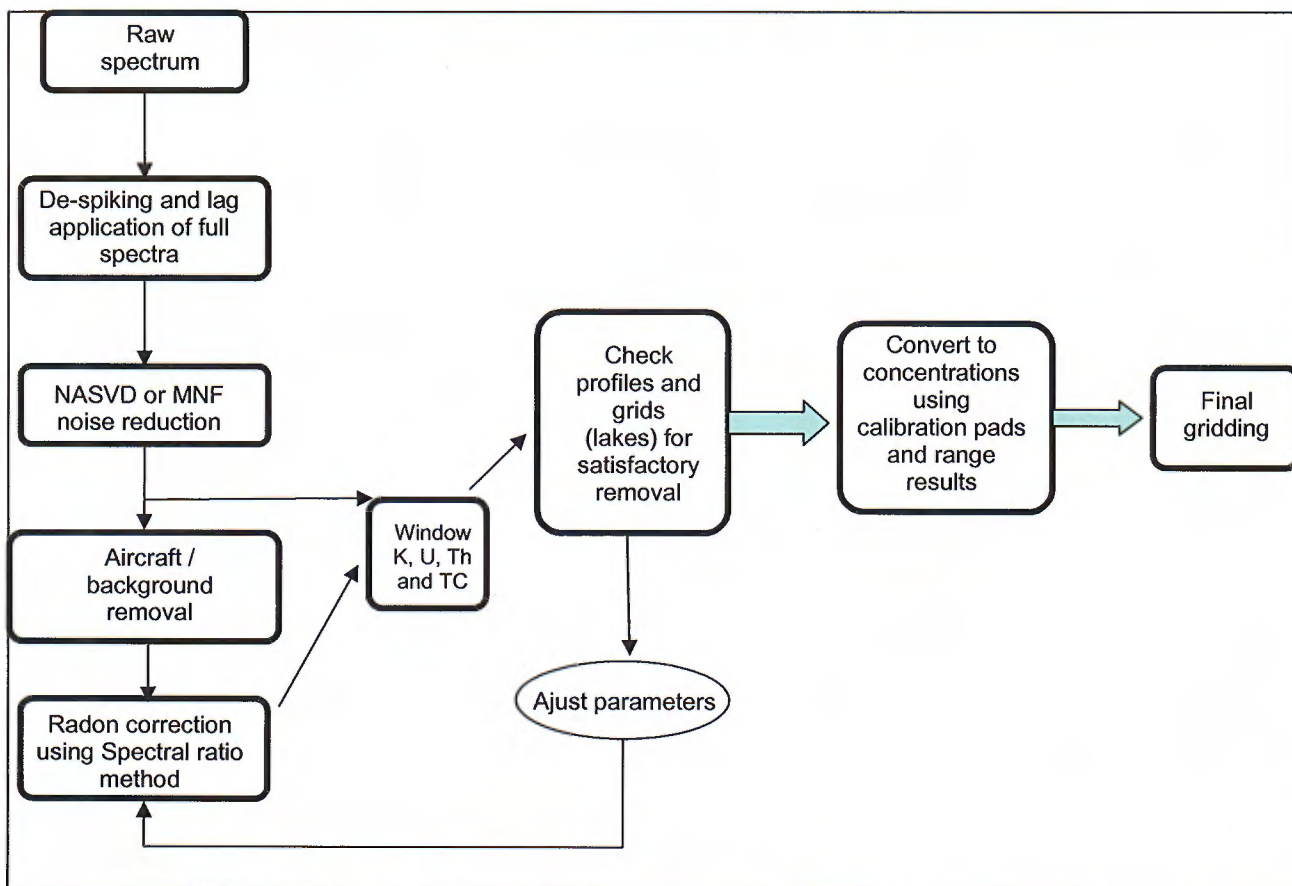 Raw
spectrum
De-spiking and lag
application of full
spectra
NASVD or MNF
noise reduction
Aircraft /
background
removal
Radon correction
using Spectral ratio
method
Window
K, U, Th
and TC
Check
profiles and
grids
(lakes) for
satisfactory
removal
Ajust parameters
Convert to
concentrations
using
calibration pads
and range
results
Final
gridding